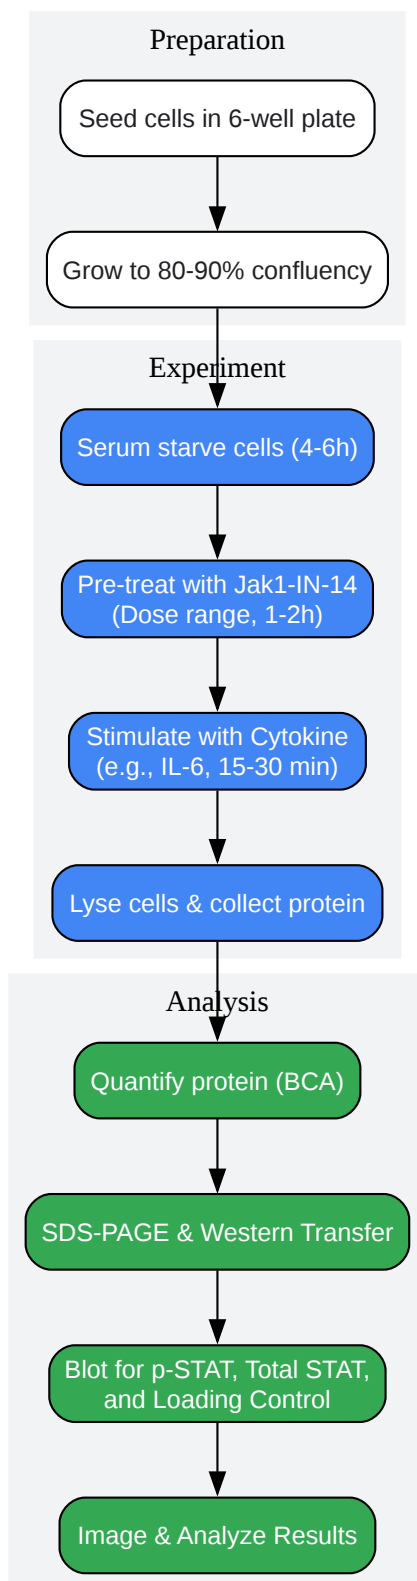 Preparation
Seed cells in 6-well plate
Grow to 80-90% confluency
Experiment
Serum starve cells (4-6h)
Pre-treat with Jak1-IN-14
(Dose range, 1-2h)
Stimulate with Cytokine
(e.g., IL-6, 15-30 min)
Lyse cells & collect protein
Analysis
Quantify protein (BCA)
SDS-PAGE & Western Transfer
Blot for p-STAT, Total STAT,
and Loading Control
Image & Analyze Results